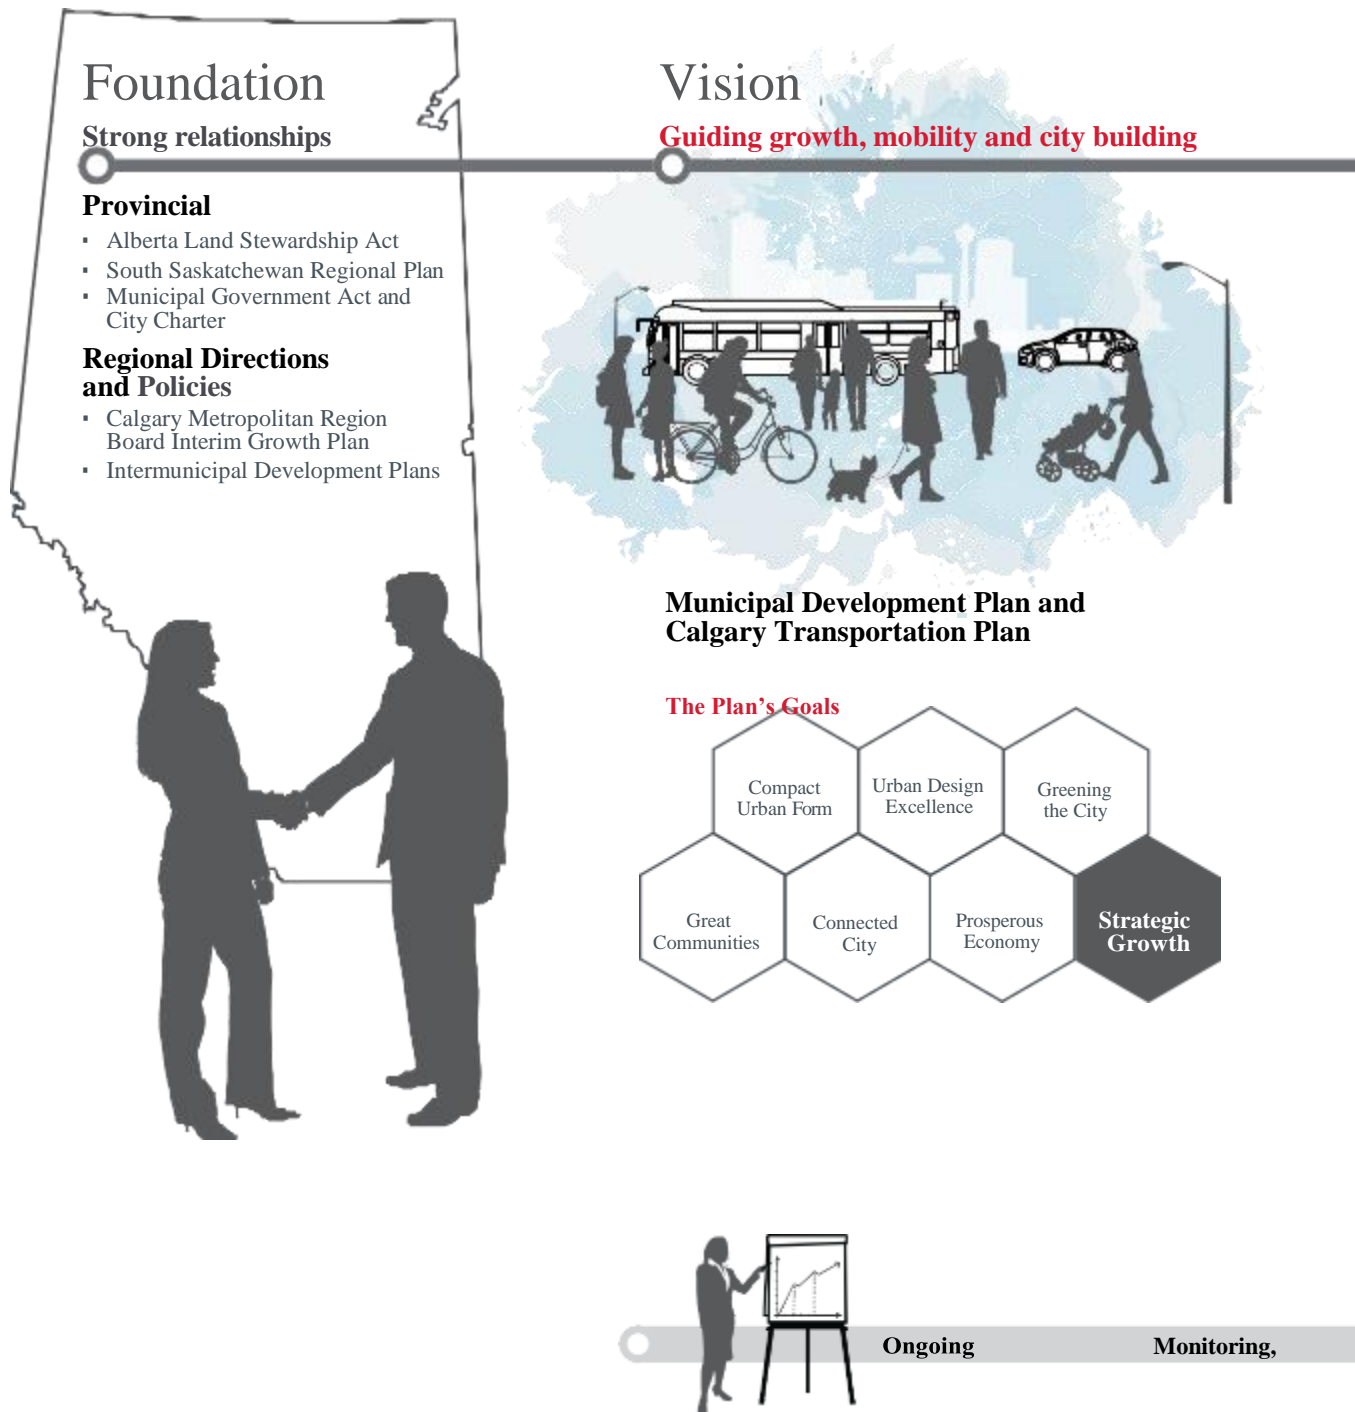 Foundation
Strong relationships
Provincial
▪ Alberta Land Stewardship Act
▪ South Saskatchewan Regional Plan
▪ Municipal Government Act and
City Charter
Regional Directions
and Policies
▪ Calgary Metropolitan Region
Board Interim Growth Plan
▪ Intermunicipal Development Plans
Vision
Guiding growth, mobility and city building
Municipal Development Plan and
Calgary Transportation Plan
The Plan’s Goals
Compact
Urban Form
Urban Design
Excellence
Greening
the City
Great
Communities
Connected
City
Prosperous
Economy
Strategic
Growth
Ongoing Monitoring,